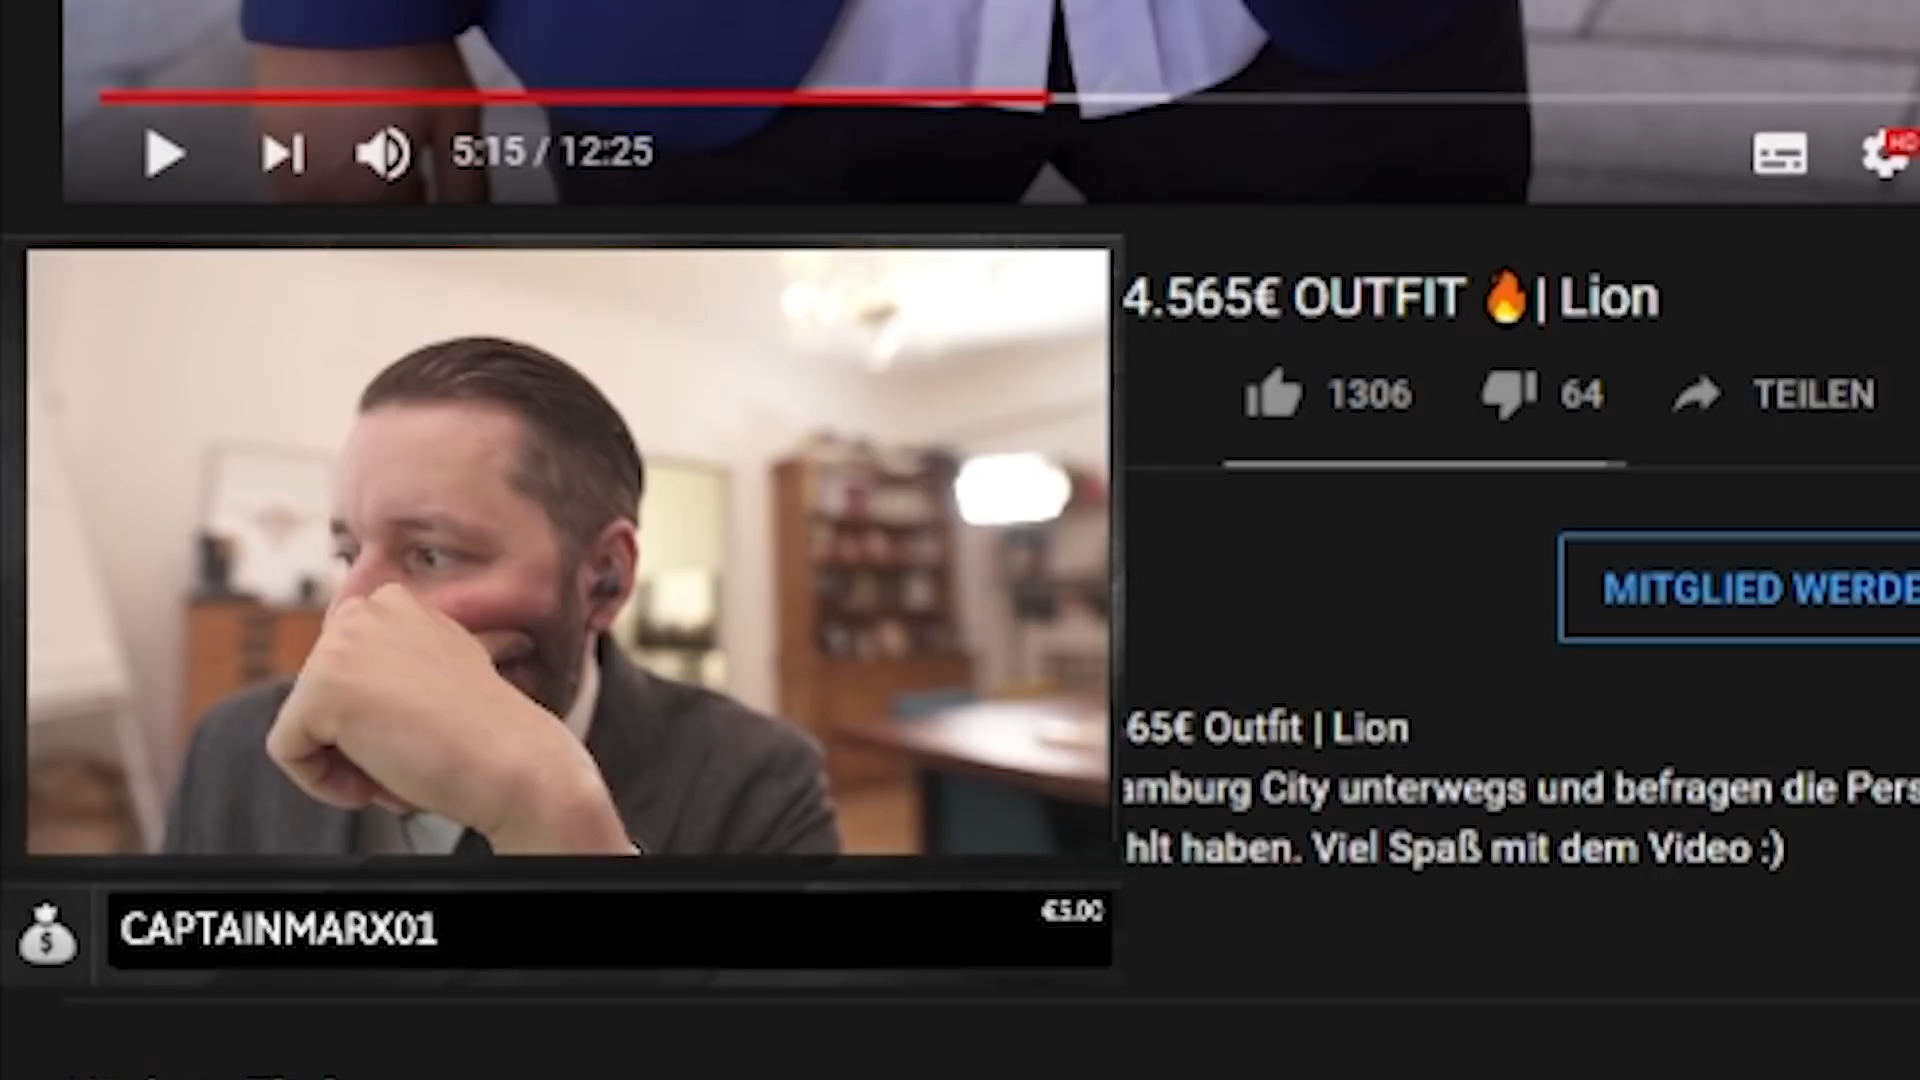 5:15 / 12:25
HD
4.565€ OUTFIT 🔥| Lion
1306
64
TEILEN
MITGLIED WERDE
65€ Outfit | Lion
amburg City unterwegs und befragen die Pers
hlt haben. Viel Spaß mit dem Video :)
CAPTAINMARX01
€5.00